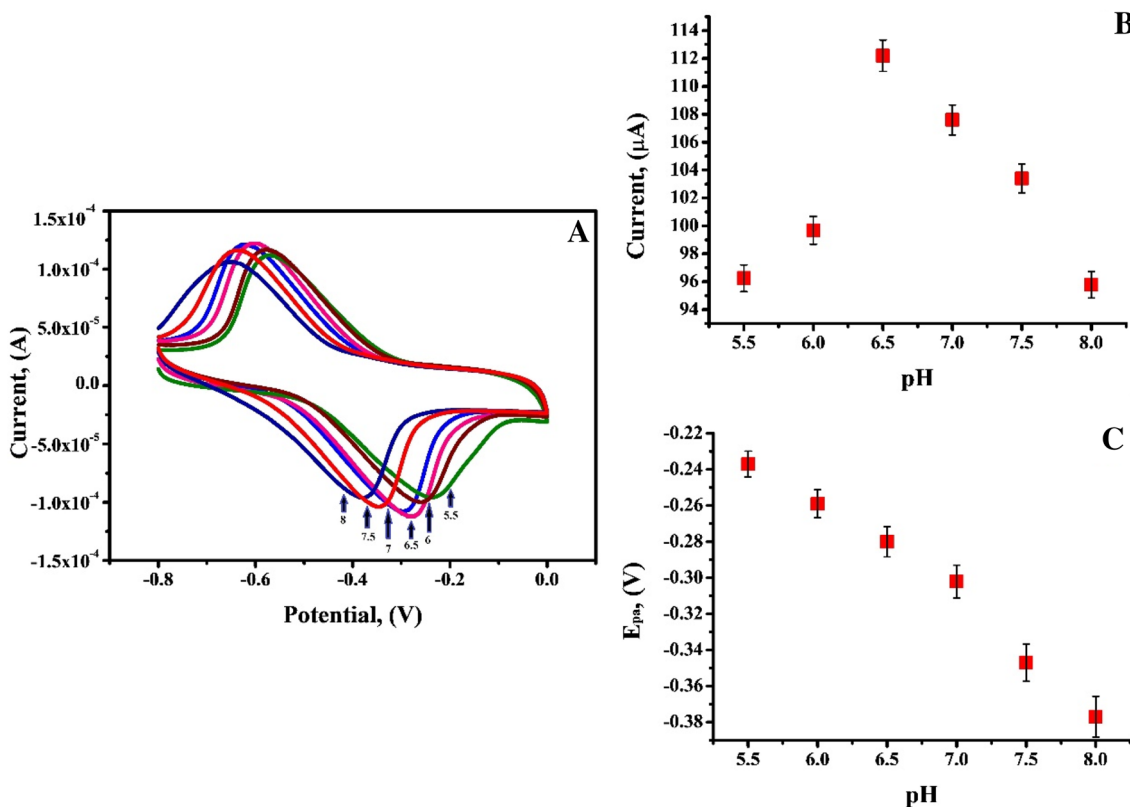 A
1.5x10⁻⁴
1.0x10⁻⁴
5.0x10⁻⁵
0.0
-5.0x10⁻⁵
-1.0x10⁻⁴
-1.5x10⁻⁴
Current, (A)
8
7.5
7
6.5
6
5.5
-0.8
-0.6
-0.4
-0.2
0.0
Potential, (V)
B
114
112
110
108
106
104
102
100
98
96
94
Current, (µA)
5.5
6.0
6.5
7.0
7.5
8.0
pH
C
-0.22
-0.24
-0.26
-0.28
-0.30
-0.32
-0.34
-0.36
-0.38
Eₚₐ, (V)
5.5
6.0
6.5
7.0
7.5
8.0
pH